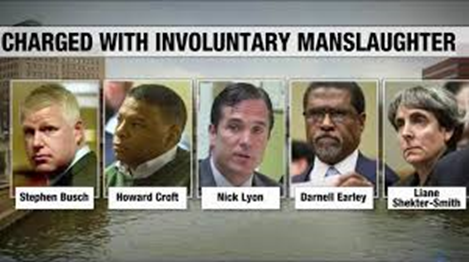 CHARGED WITH INVOLUNTARY MANSLAUGHTER
Stephen Busch
Howard Croft
Nick Lyon
Darnell Earley
Liane
Shekter-Smith